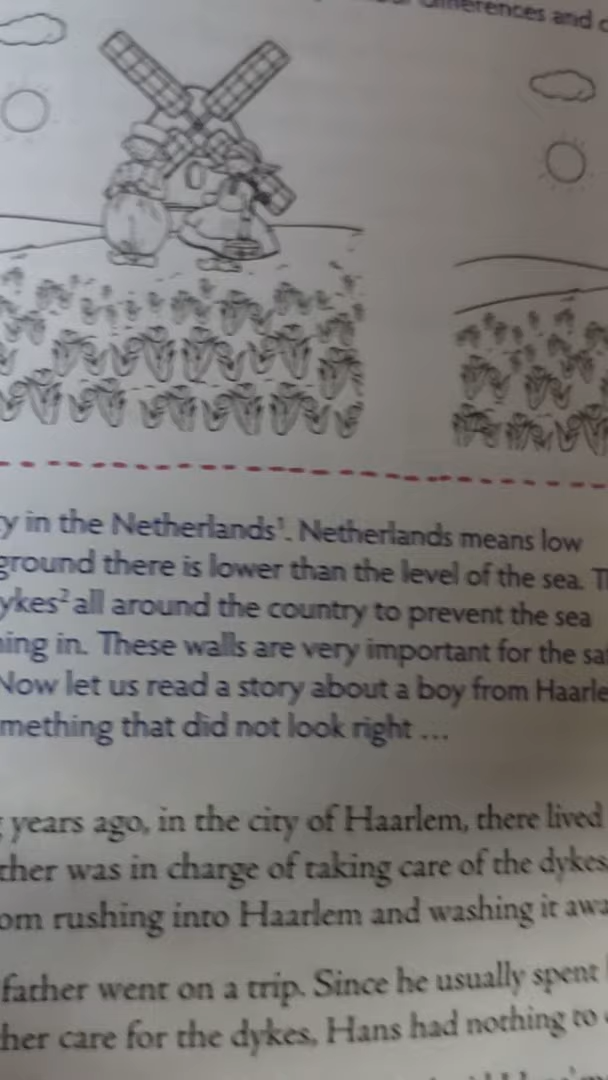 differences and
y in the Netherlands¹. Netherlands means low
ground there is lower than the level of the sea. T
ykes² all around the country to prevent the sea
ing in. These walls are very important for the sa
Now let us read a story about a boy from Haarle
mething that did not look right ...
years ago, in the city of Haarlem, there lived
ther was in charge of taking care of the dykes
om rushing into Haarlem and washing it awa
father went on a trip. Since he usually spent
her care for the dykes, Hans had nothing to